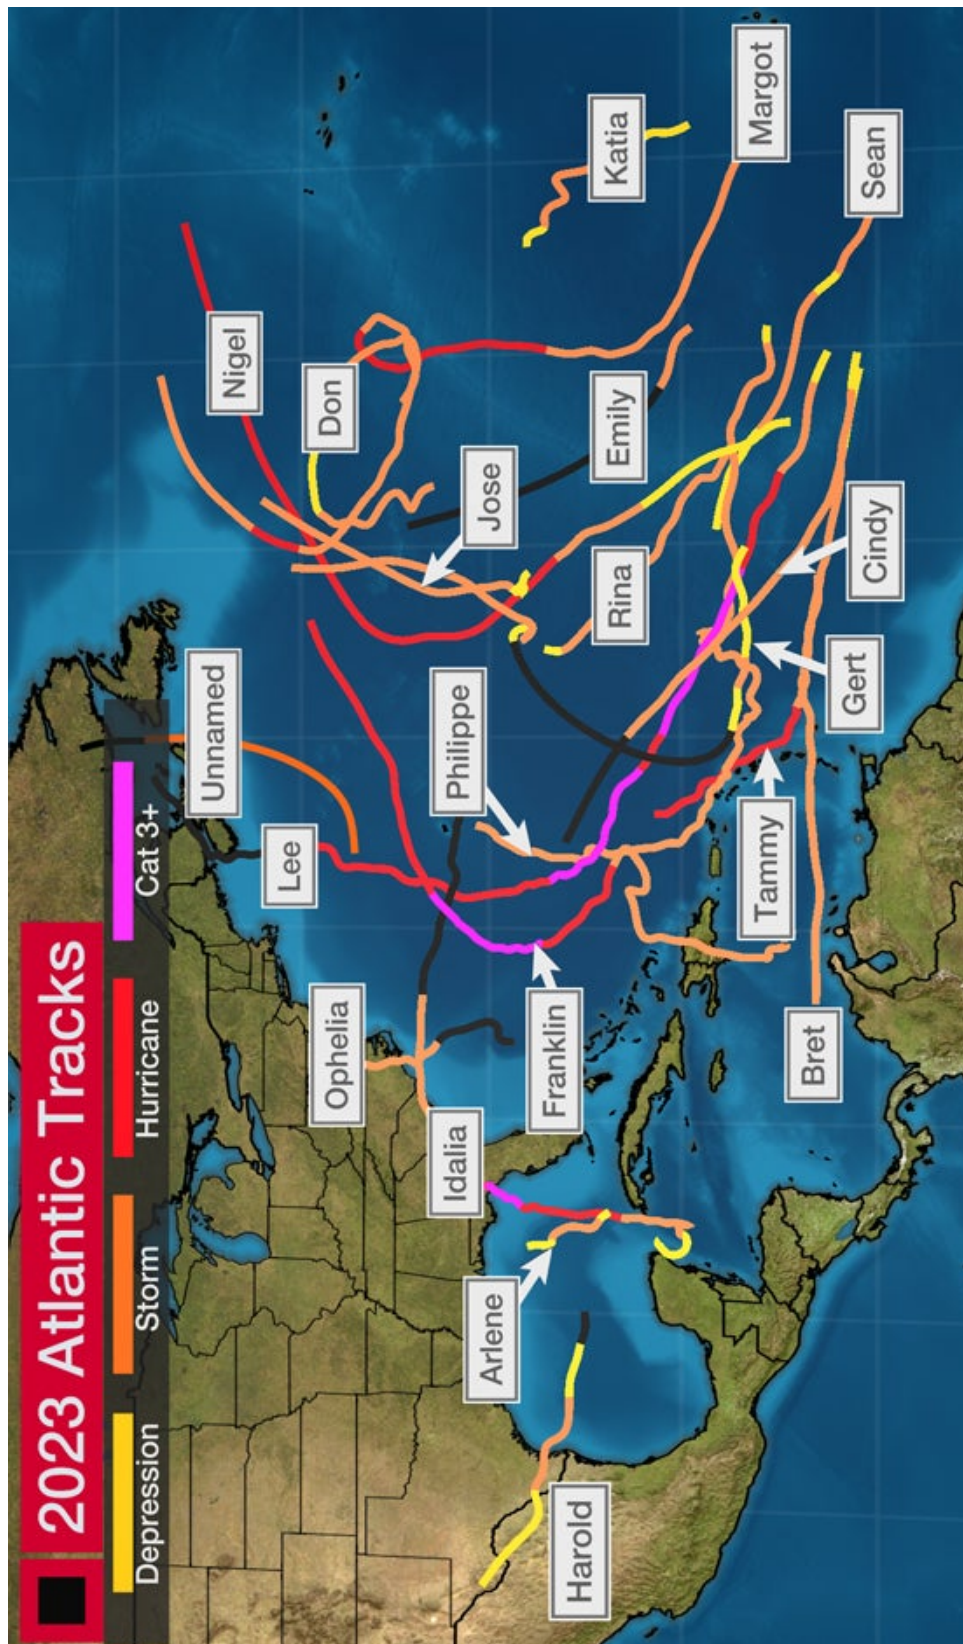 2023 Atlantic Tracks
Depression Storm Hurricane Cat 3+
Unnamed
Nigel
Lee
Don
Ophelia
Philippe
Jose
Idalia
Arlene
Katia
Emily
Rina
Franklin
Harold
Margot
Tammy
Bret
Gert
Cindy
Sean